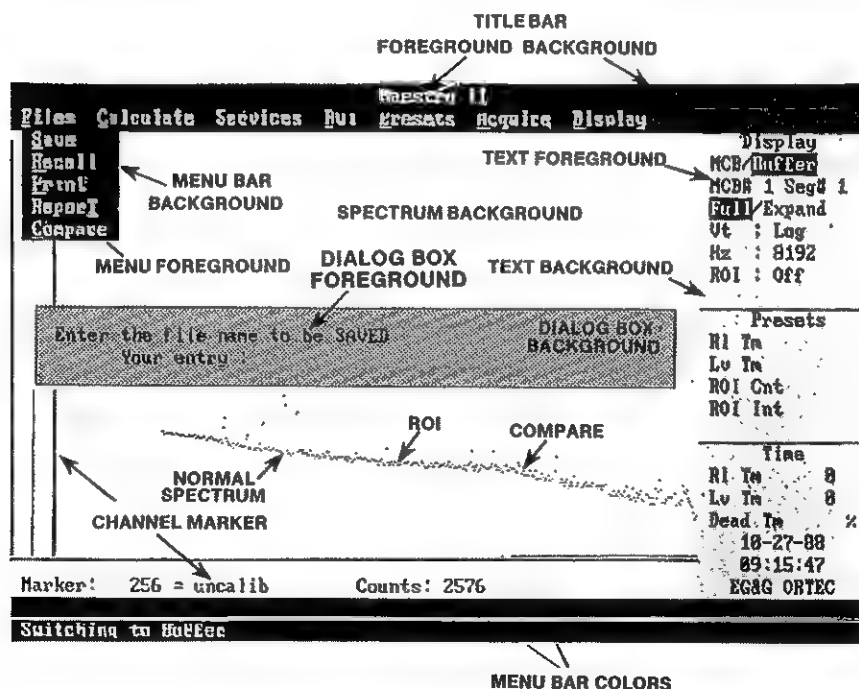 TITLE BAR
FOREGROUND BACKGROUND
Maestro II
Files Calculate Services Run Presets Acquire Display
Save
Recall
Print
Report
Compare
MENU BAR
BACKGROUND
MENU FOREGROUND
SPECTRUM BACKGROUND
TEXT FOREGROUND
TEXT BACKGROUND
DIALOG BOX
FOREGROUND
Enter the file name to be SAVED
Your entry :
DIALOG BOX
BACKGROUND
ROI
COMPARE
NORMAL
SPECTRUM
CHANNEL MARKER
Display
MCB/Buffer
MCB# 1 Seg# 1
Full/Expand
Vt : Log
Hz : 8192
ROI : Off
Presets
Rl Tm
Lv Tm
ROI Cnt
ROI Int
Time
Rl Tm 0
Lv Tm 0
Dead Tm %
10-27-88
09:15:47
EG&G ORTEC
Marker: 256 = uncalib Counts: 2576
Switching to Buffer
MENU BAR COLORS